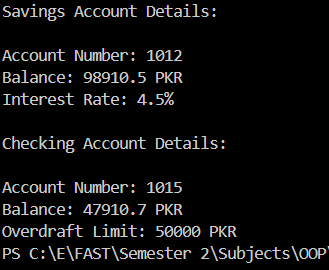 Savings Account Details:
Account Number: 1012
Balance: 98910.5 PKR
Interest Rate: 4.5%
Checking Account Details:
Account Number: 1015
Balance: 47910.7 PKR
Overdraft Limit: 50000 PKR
PS C:\E\FAST\Semester 2\Subjects\OOP\